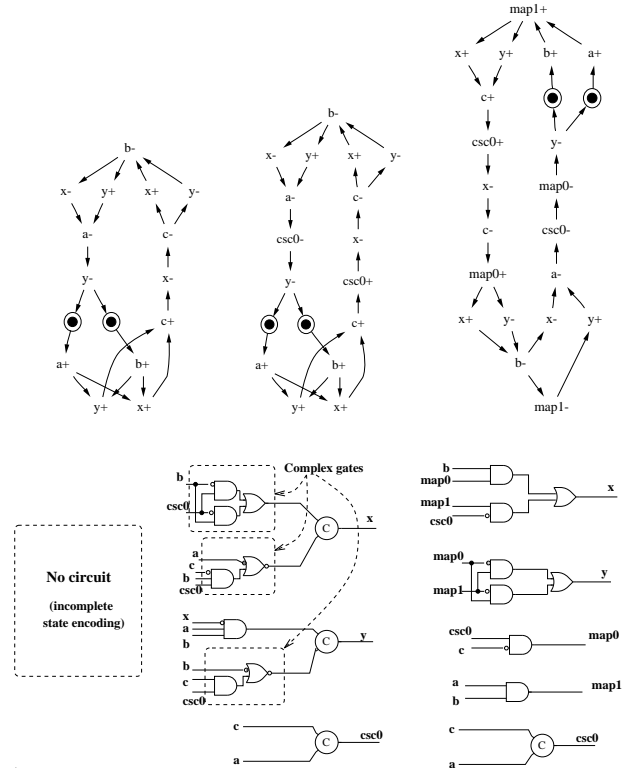 map1+
x+ y+ b+ a+
c+
csc0+ y-
x- map0-
c- csc0-
map0+ a-
x+ y- x- y+
b-
map1-
b-
x- y+ x+ y-
a- c-
csc0- x-
y- csc0+
c+
a+ b+
y+ x+
b-
x- y+ x+ y-
a- c-
y- x-
c+
a+ b+
y+ x+
No circuit
(incomplete
state encoding)
Complex gates
b
csc0
C
x
a
c
b
csc0
x
a
b
C
y
b
c
csc0
c
a
C
csc0
b
map0
map1
csc0
x
map0
map1
y
csc0
c
map0
a
b
map1
c
a
C
csc0